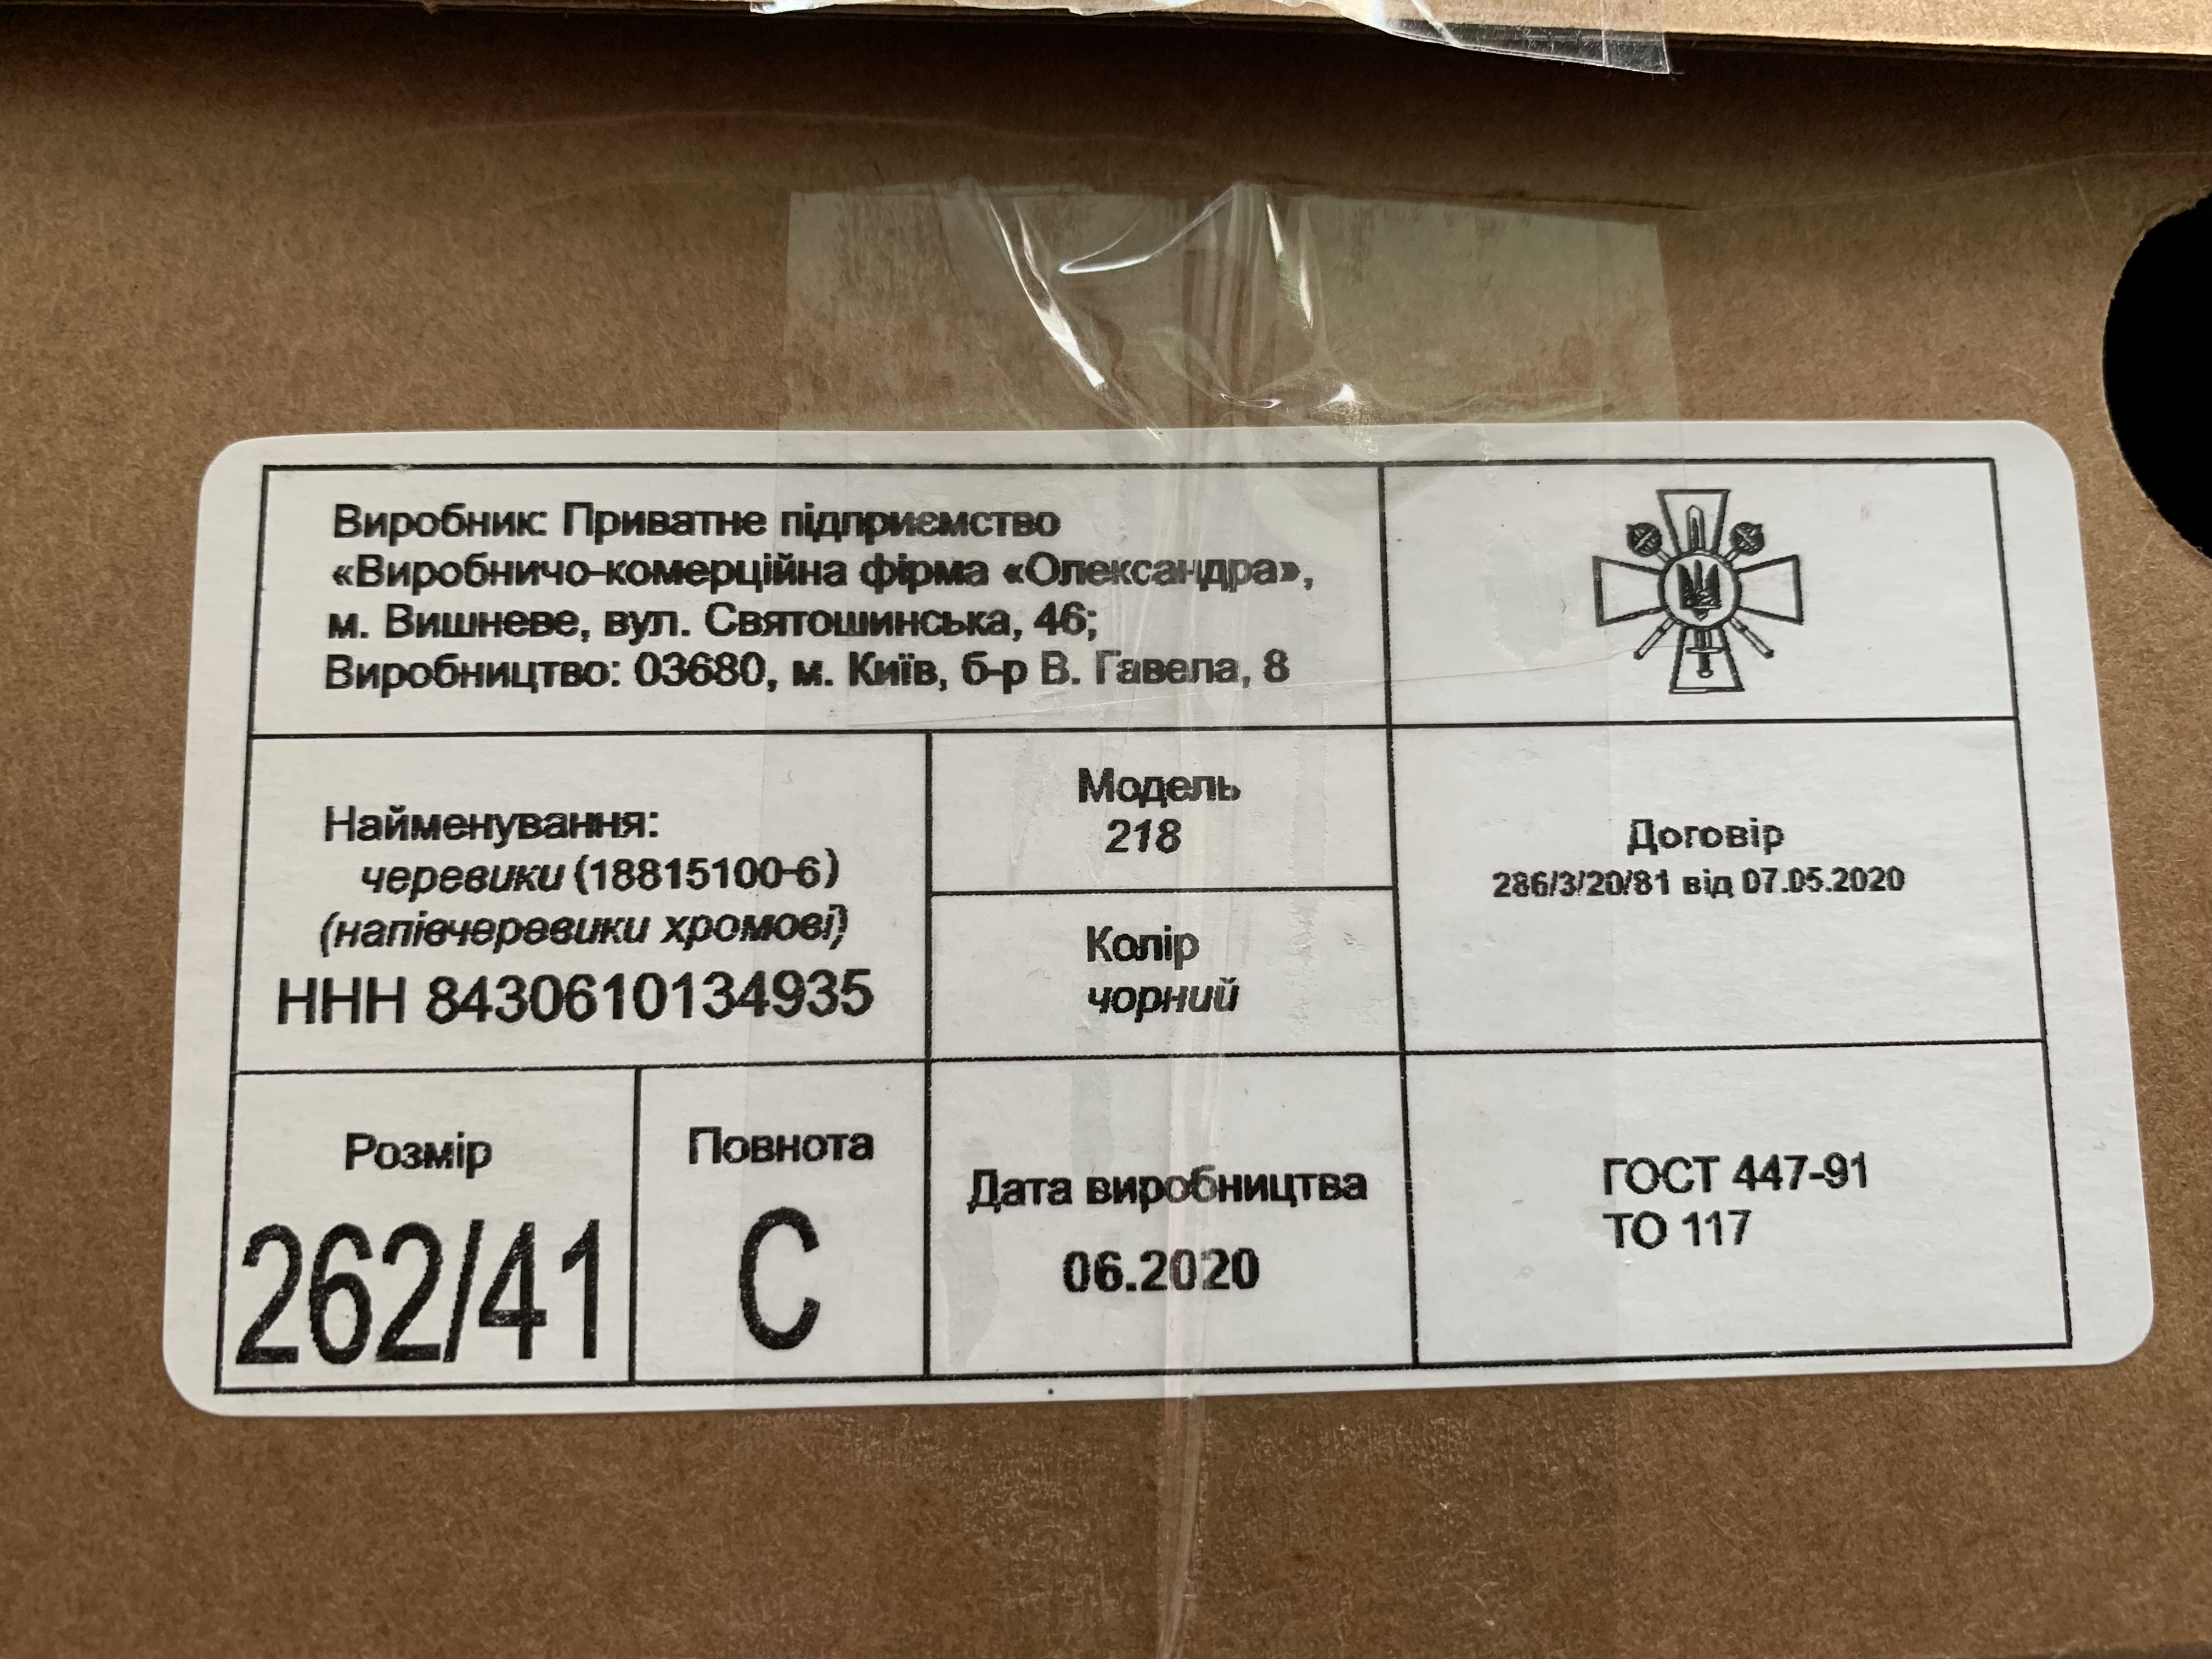 Виробник: Приватне підприємство
«Виробничо-комерційна фірма «Олександра»,
м. Вишневе, вул. Святошинська, 46;
Виробництво: 03680, м. Київ, б-р В. Гавела, 8
Найменування:
черевики (18815100-6)
(напівчеревики хромові)
ННН 8430610134935
Модель
218
Колір
чорний
Договір
286/3/20/81 від 07.05.2020
Розмір
262/41
Повнота
С
Дата виробництва
06.2020
ГОСТ 447-91
ТО 117